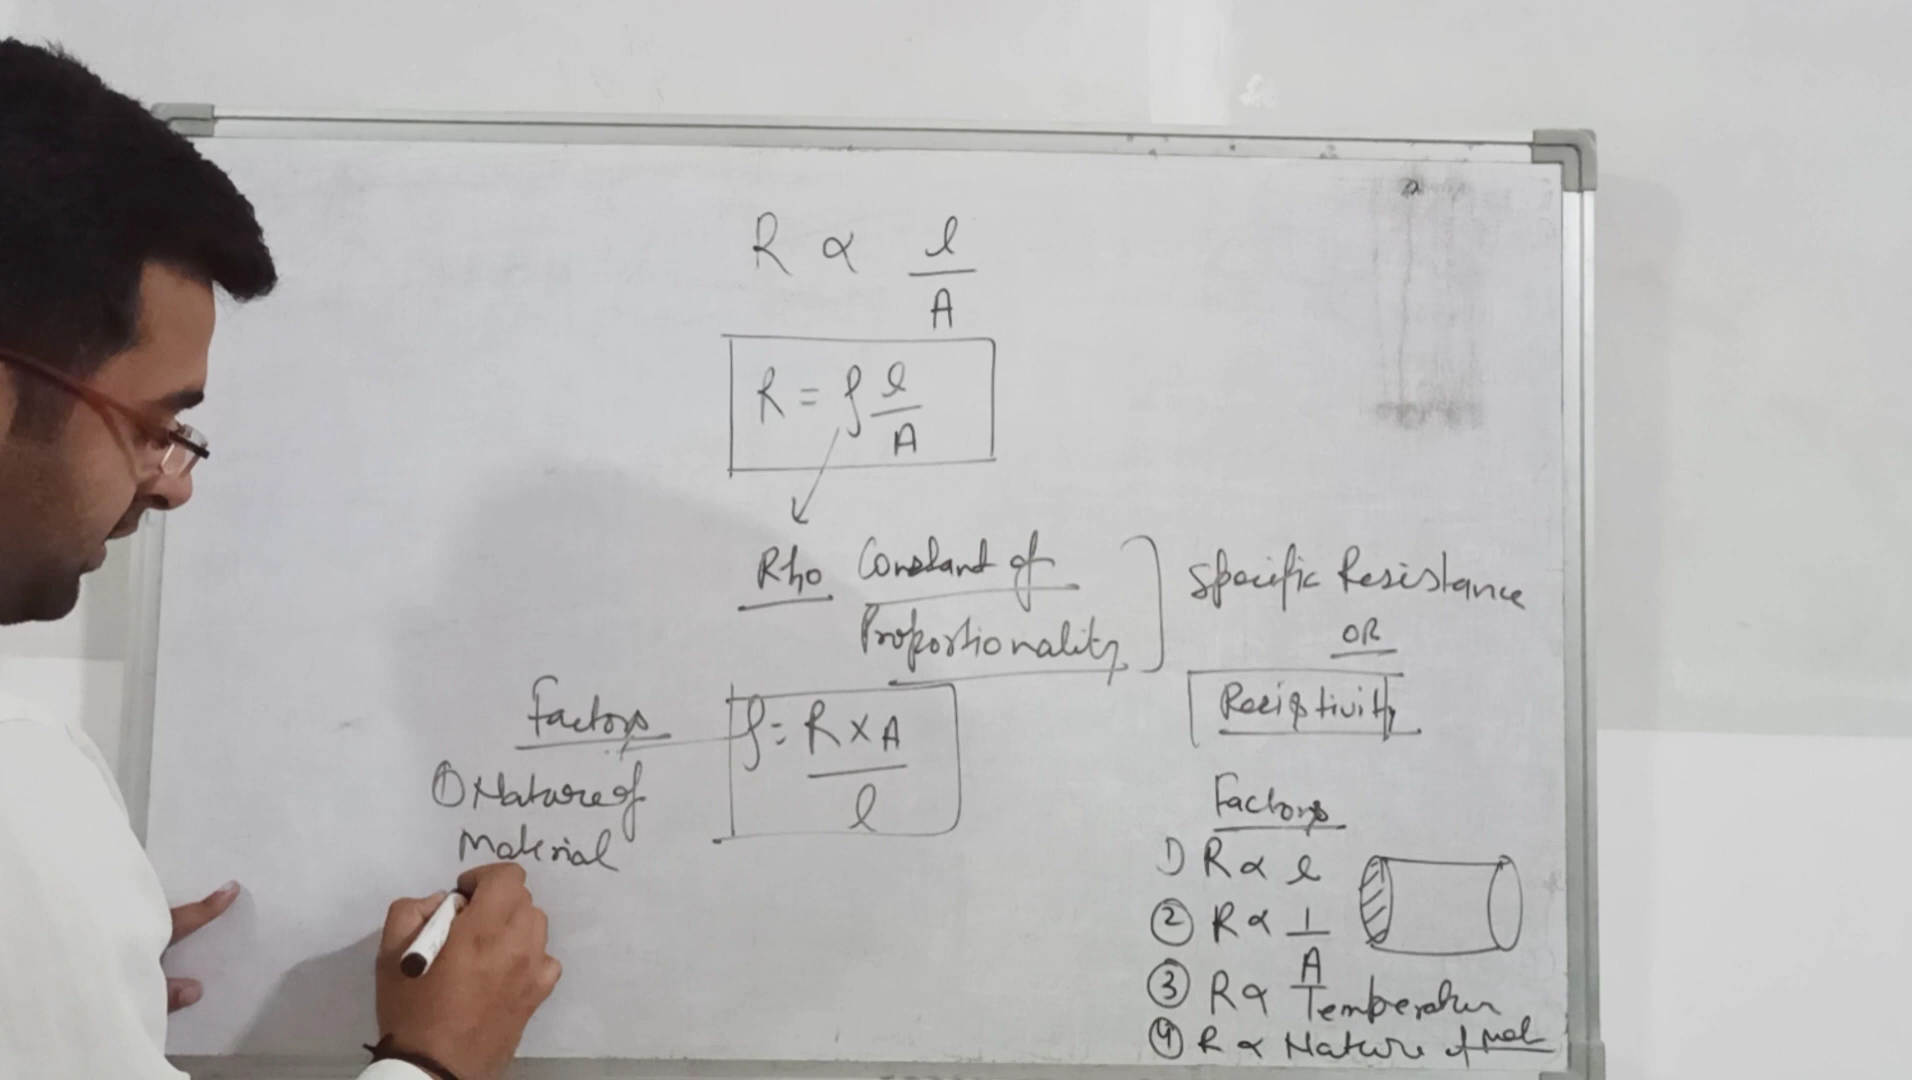 R ∝ l/A
R = ρ l/A
Rho Constant of
Proportionality
Specific Resistance
OR
Resistivity
Factors
ρ = R × A / l
① Nature of
Material
Factors
1) R ∝ l
② R ∝ 1/A
③ R ∝ Temperature
④ R ∝ Nature of Mat